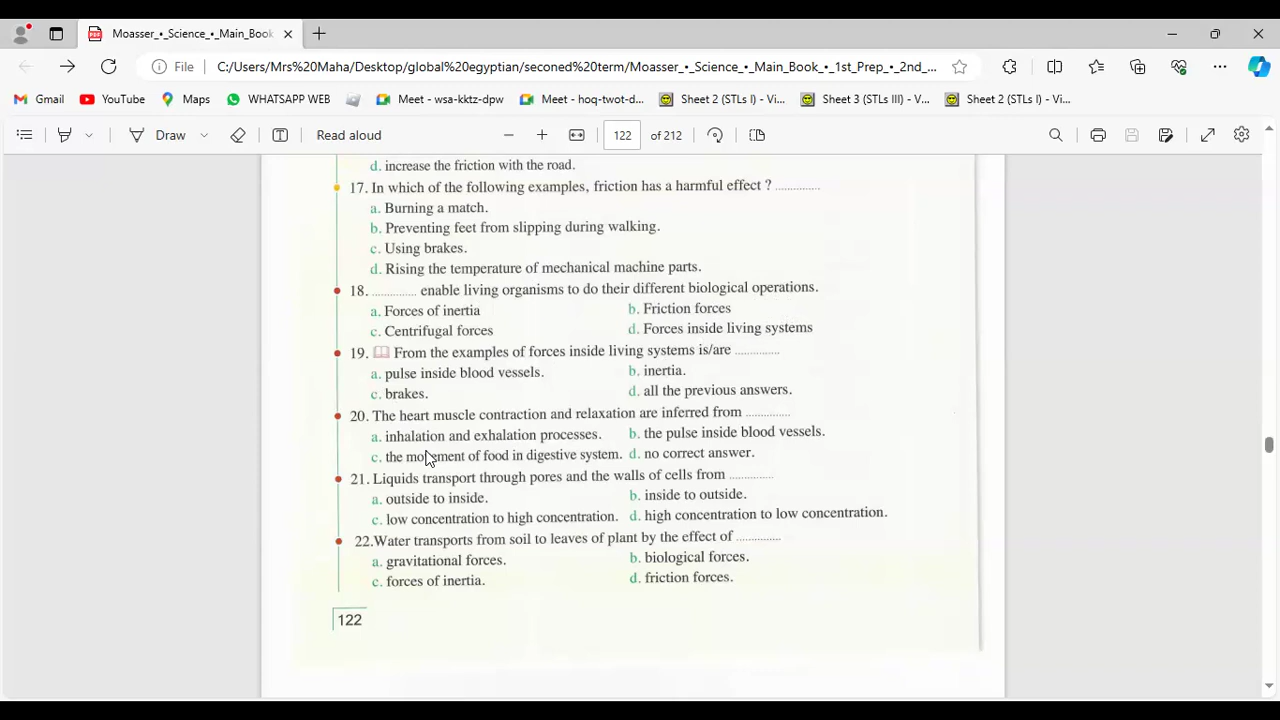 Moasser_•_Science_•_Main_Book
File C:/Users/Mrs%20Maha/Desktop/global%20egyptian/seconed%20term/Moasser_•_Science_•_Main_Book_•_1st_Prep_•_2nd_...
Gmail YouTube Maps WHATSAPP WEB Meet - wsa-kktz-dpw Meet - hoq-twot-d... Sheet 2 (STLs I) - Vi... Sheet 3 (STLs III) - V... Sheet 2 (STLs I) - Vi...
Draw Read aloud 122 of 212
d. increase the friction with the road.
17. In which of the following examples, friction has a harmful effect ? ..............
a. Burning a match.
b. Preventing feet from slipping during walking.
c. Using brakes.
d. Rising the temperature of mechanical machine parts.
18. .............. enable living organisms to do their different biological operations.
a. Forces of inertia b. Friction forces
c. Centrifugal forces d. Forces inside living systems
19. From the examples of forces inside living systems is/are ..............
a. pulse inside blood vessels. b. inertia.
c. brakes. d. all the previous answers.
20. The heart muscle contraction and relaxation are inferred from ..............
a. inhalation and exhalation processes. b. the pulse inside blood vessels.
c. the movement of food in digestive system. d. no correct answer.
21. Liquids transport through pores and the walls of cells from ..............
a. outside to inside. b. inside to outside.
c. low concentration to high concentration. d. high concentration to low concentration.
22.Water transports from soil to leaves of plant by the effect of ..............
a. gravitational forces. b. biological forces.
c. forces of inertia. d. friction forces.
122